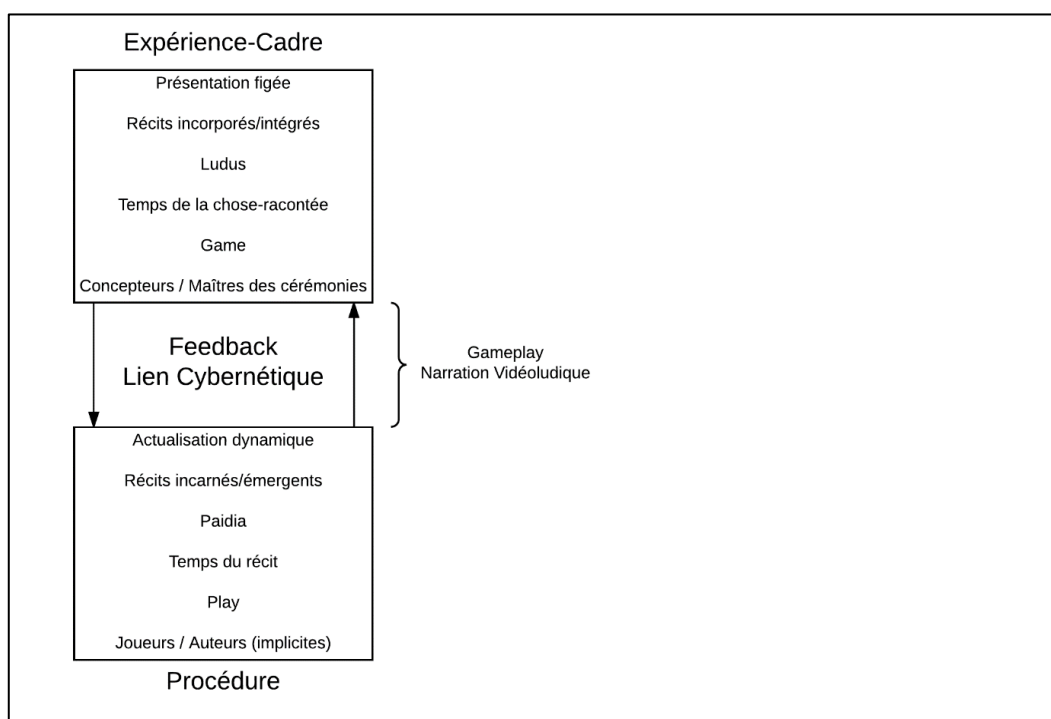 Expérience-Cadre
Présentation figée
Récits incorporés/intégrés
Ludus
Temps de la chose-racontée
Game
Concepteurs / Maîtres des cérémonies
Feedback
Lien Cybernétique
Gameplay
Narration Vidéoludique
Actualisation dynamique
Récits incarnés/émergents
Paidia
Temps du récit
Play
Joueurs / Auteurs (implicites)
Procédure